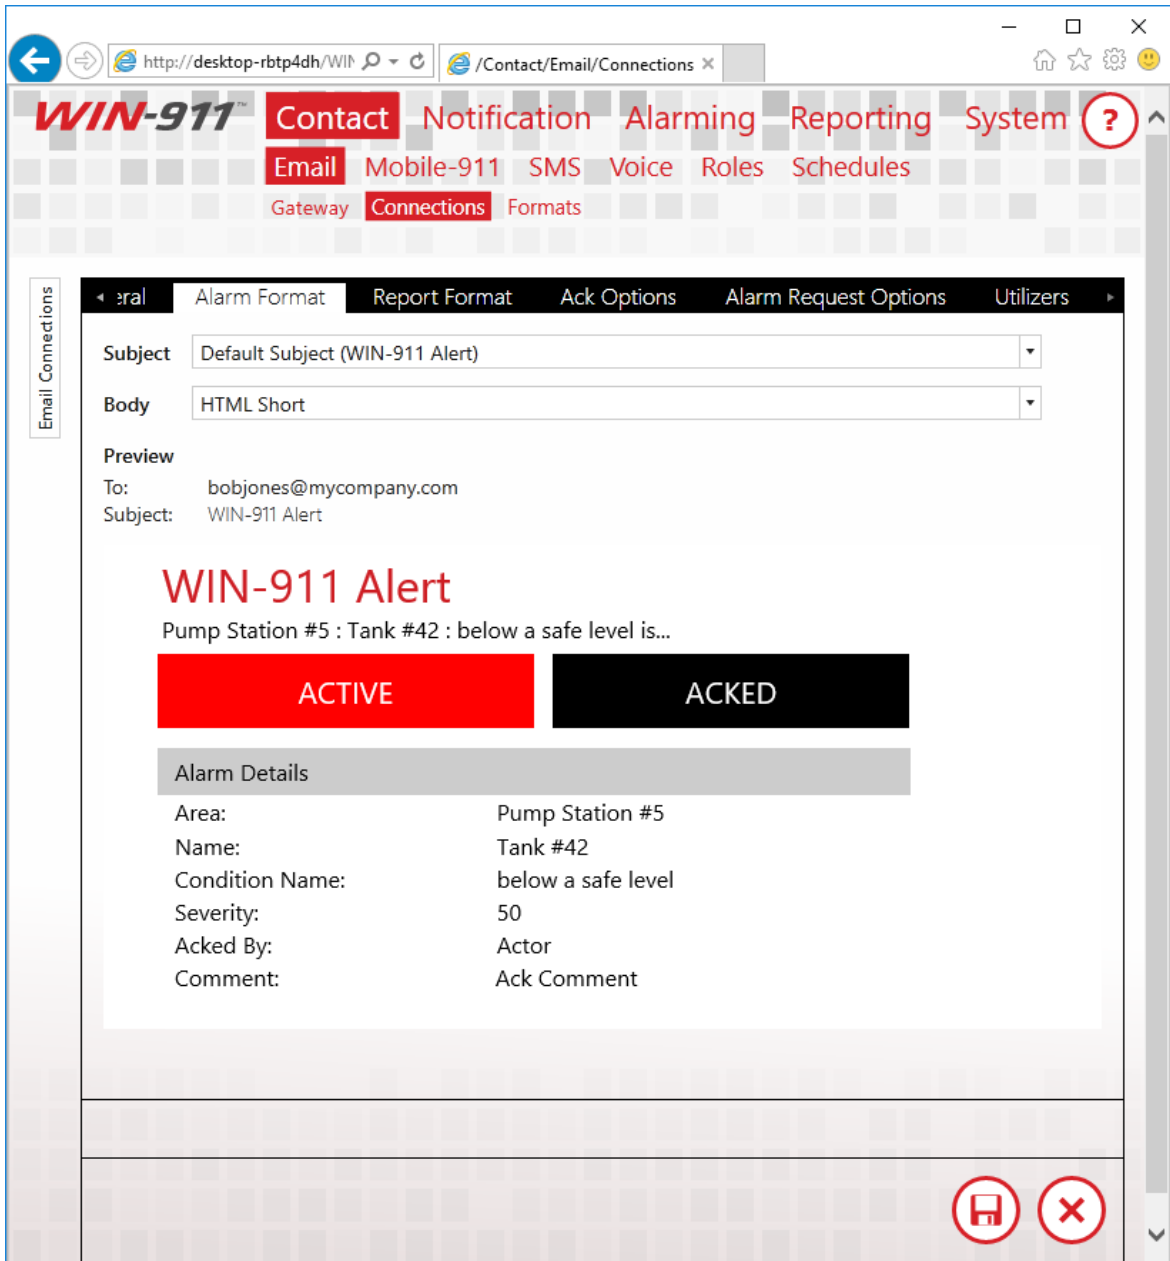 http://desktop-rbtp4dh/WIN
/Contact/Email/Connections
WIN-911™ Contact Notification Alarming Reporting System ?
Email Mobile-911 SMS Voice Roles Schedules
Gateway Connections Formats
Email Connections
eral Alarm Format Report Format Ack Options Alarm Request Options Utilizers
Subject Default Subject (WIN-911 Alert)
Body HTML Short
Preview
To: bobjones@mycompany.com
Subject: WIN-911 Alert
WIN-911 Alert
Pump Station #5 : Tank #42 : below a safe level is...
ACTIVE ACKED
Alarm Details
Area: Pump Station #5
Name: Tank #42
Condition Name: below a safe level
Severity: 50
Acked By: Actor
Comment: Ack Comment